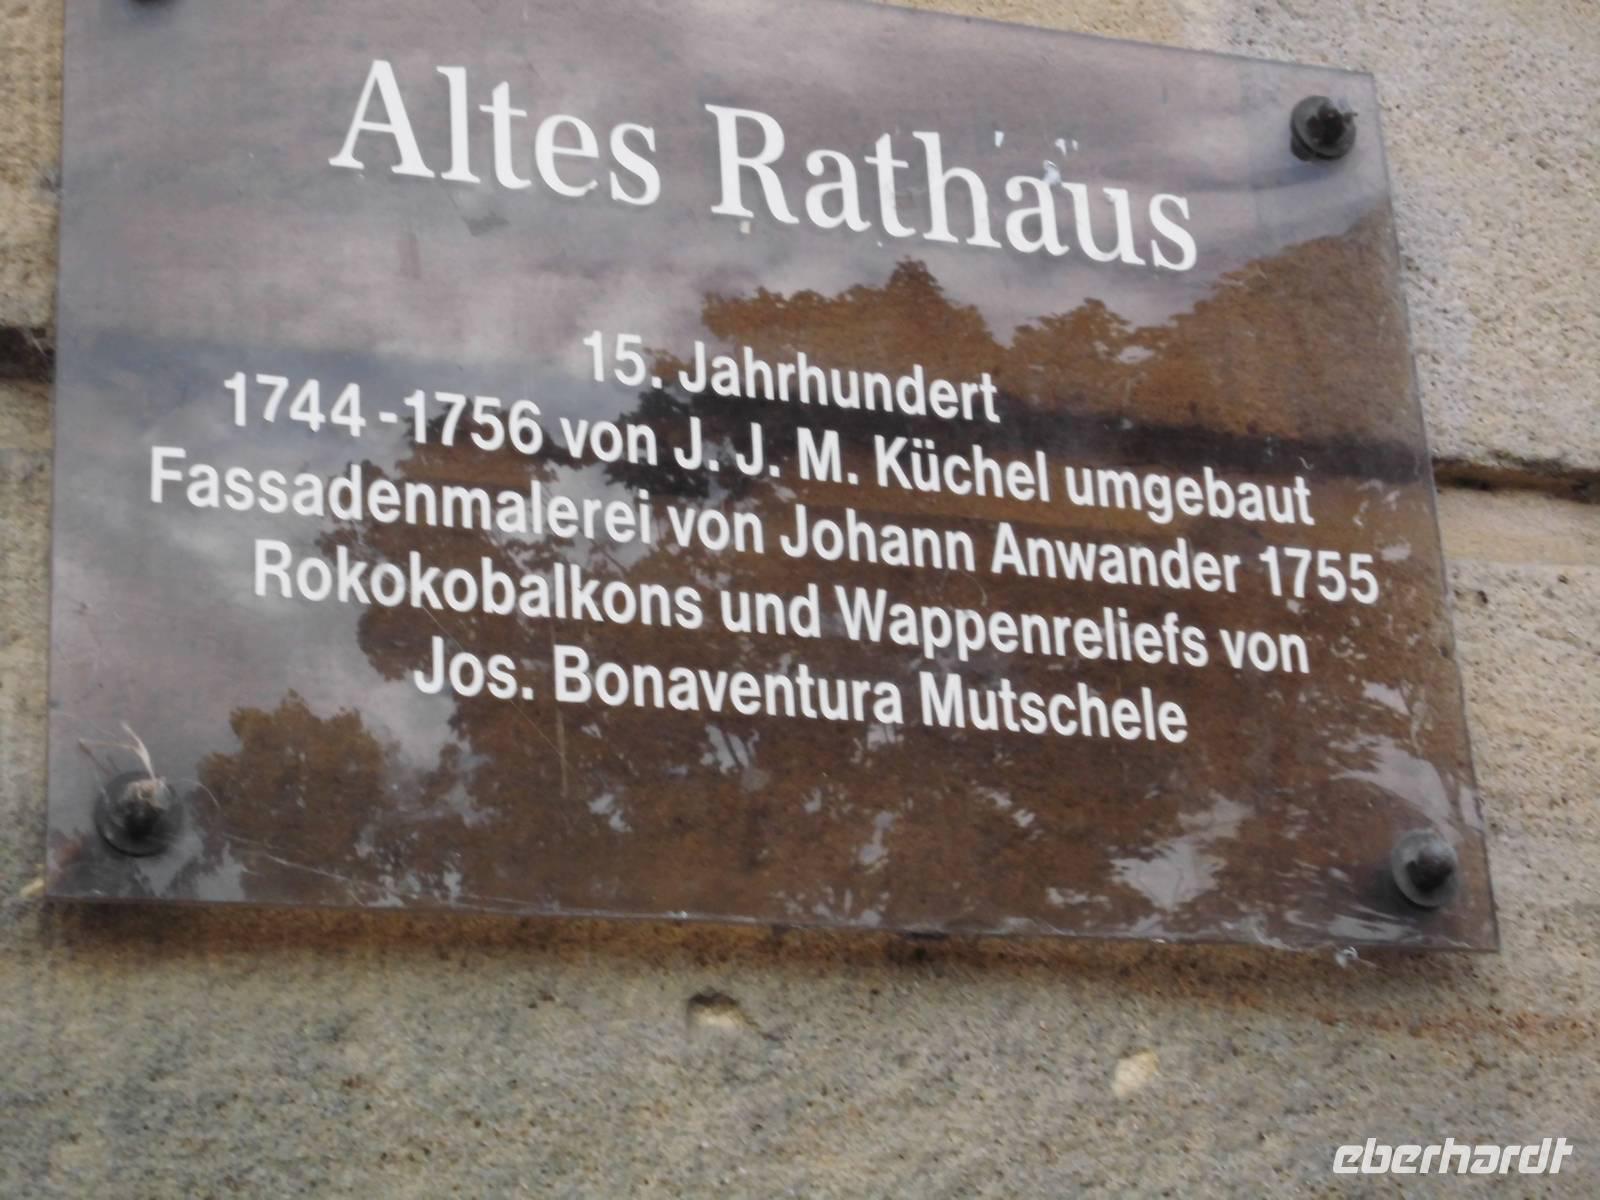 Altes Rathaus
15. Jahrhundert
1744-1756 von J. J. M. Küchel umgebaut
Fassadenmalerei von Johann Anwander 1755
Rokokobalkons und Wappenreliefs von
Jos. Bonaventura Mutschele
eberhardt